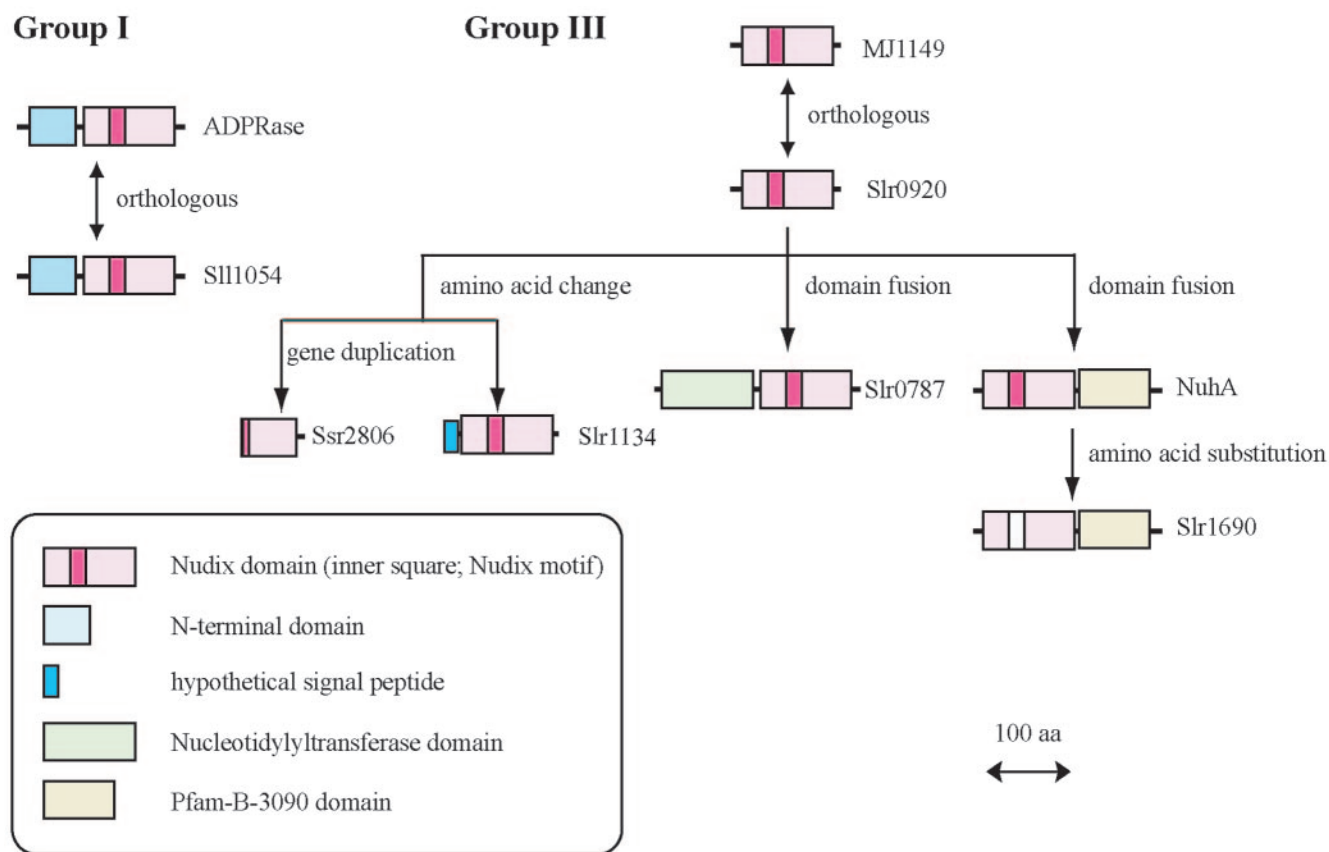 Group I
Group III
MJ1149
ADPRase
orthologous
orthologous
Slr0920
Sll1054
amino acid change
domain fusion
domain fusion
gene duplication
Slr0787
NuhA
Ssr2806
Slr1134
amino acid substitution
Slr1690
Nudix domain (inner square; Nudix motif)
N-terminal domain
hypothetical signal peptide
Nucleotidylyltransferase domain
Pfam-B-3090 domain
100 aa